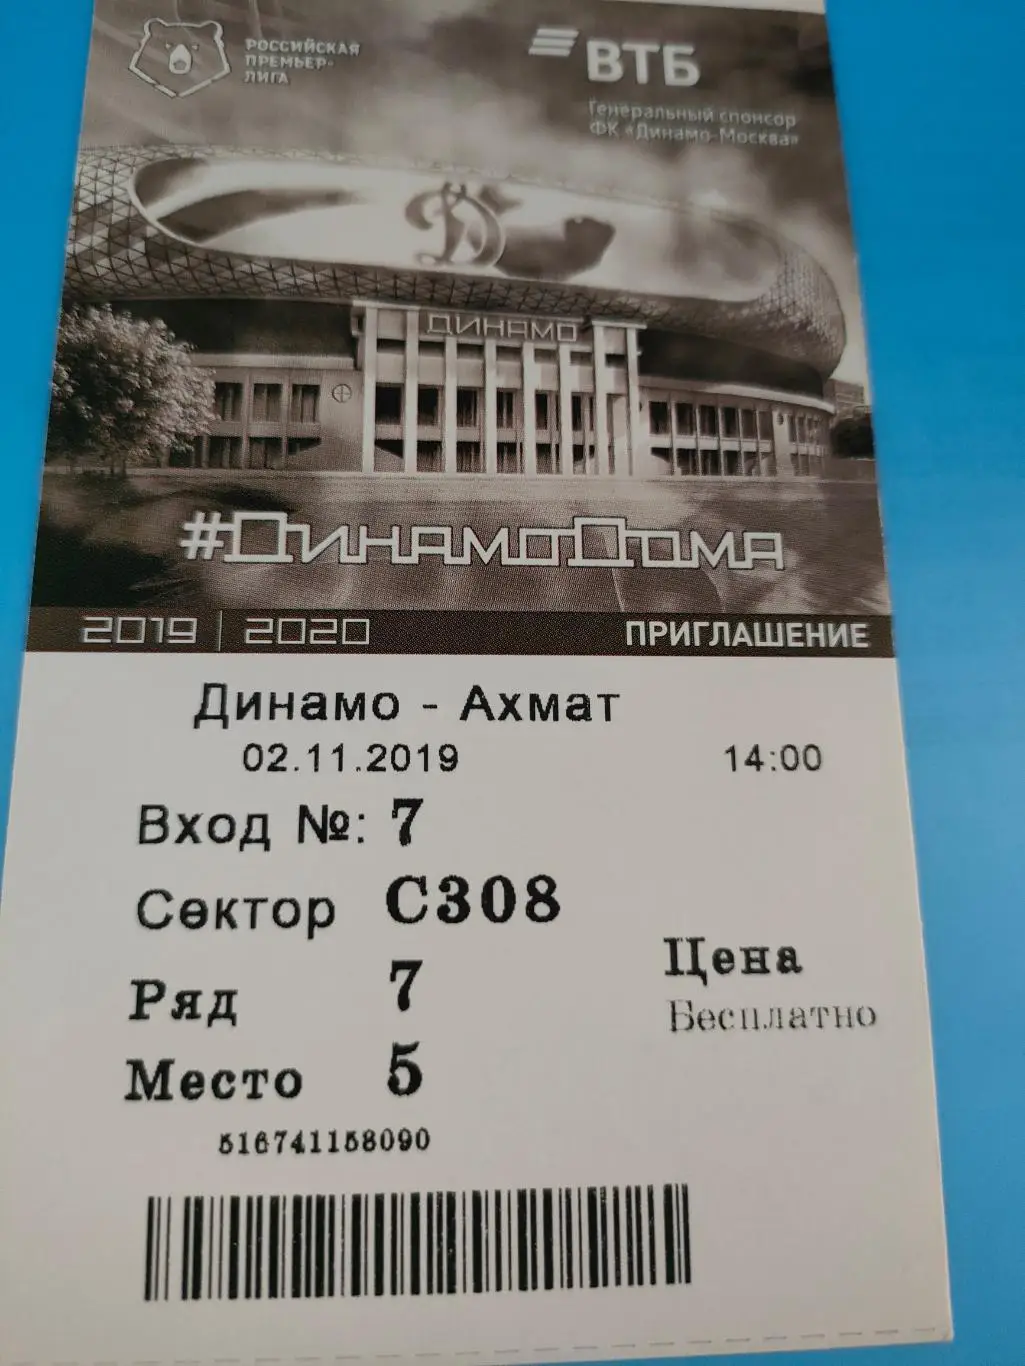 РОССИЙСКАЯ
ПРЕМЬЕР-
ЛИГА
ВТБ
Генеральный спонсор
ФК «Динамо-Москва»
Д
ДИНАМО
#ДИНАМОДОМА
2019 | 2020 ПРИГЛАШЕНИЕ
Динамо - Ахмат
02.11.2019 14:00
Вход №: 7
Сектор С308
Ряд 7
Цена
Бесплатно
Место 5
516741158090